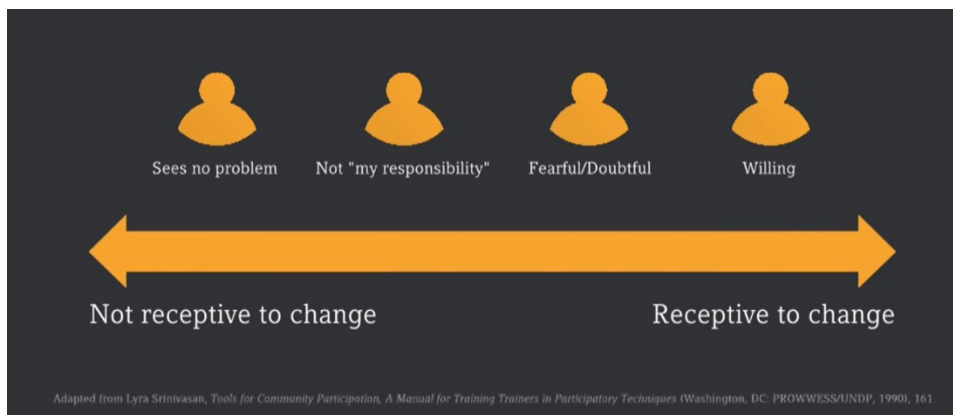 Sees no problem
Not "my responsibility"
Fearful/Doubtful
Willing
Not receptive to change
Receptive to change
Adapted from Lyra Srinivasan, Tools for Community Participation, A Manual for Training Trainers in Participatory Techniques (Washington, DC: PROWWESS/UNDP, 1990), 161